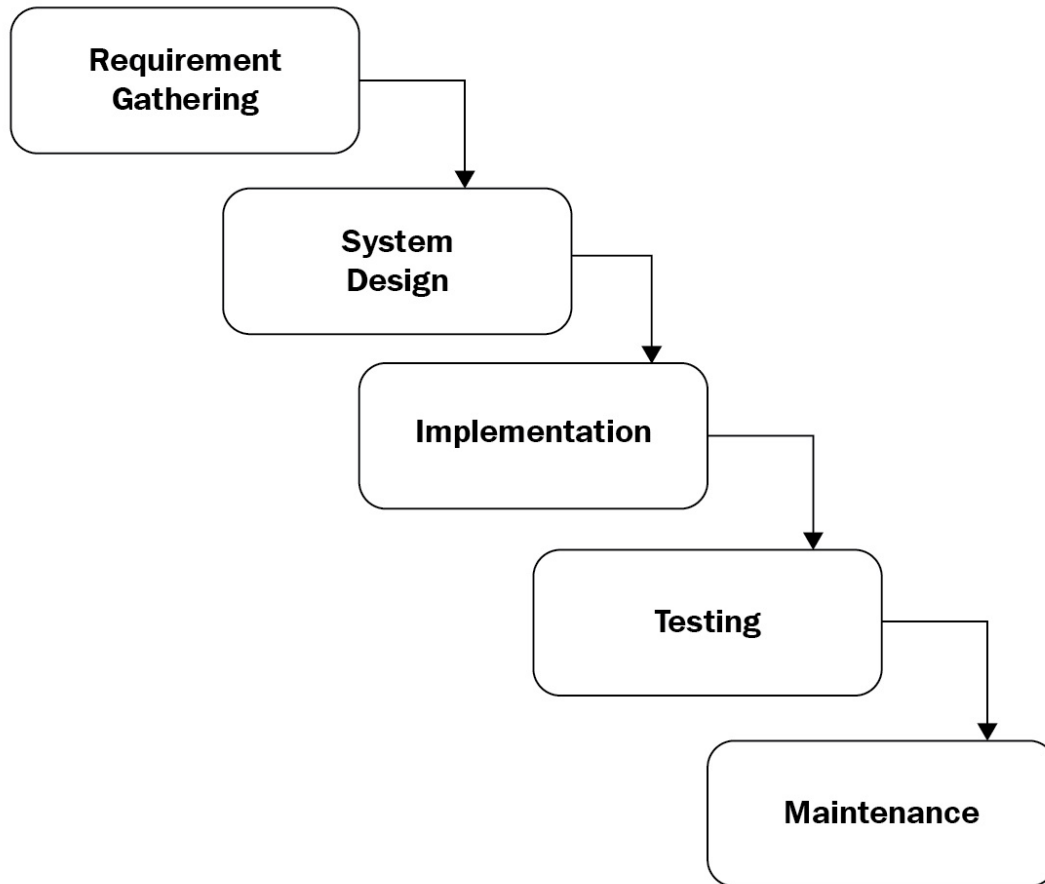 Requirement
Gathering
System
Design
Implementation
Testing
Maintenance